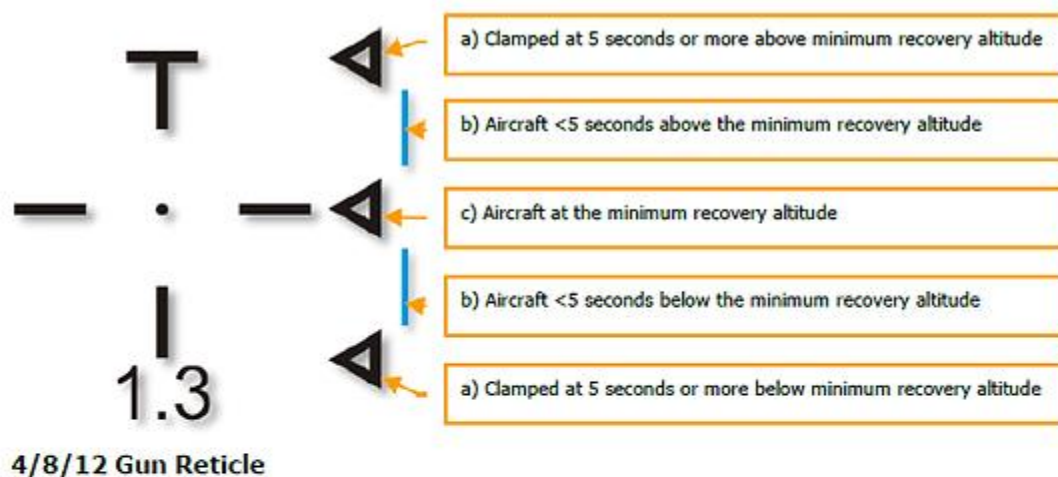 a) Clamped at 5 seconds or more above minimum recovery altitude
b) Aircraft <5 seconds above the minimum recovery altitude
c) Aircraft at the minimum recovery altitude
b) Aircraft <5 seconds below the minimum recovery altitude
a) Clamped at 5 seconds or more below minimum recovery altitude
1.3
4/8/12 Gun Reticle